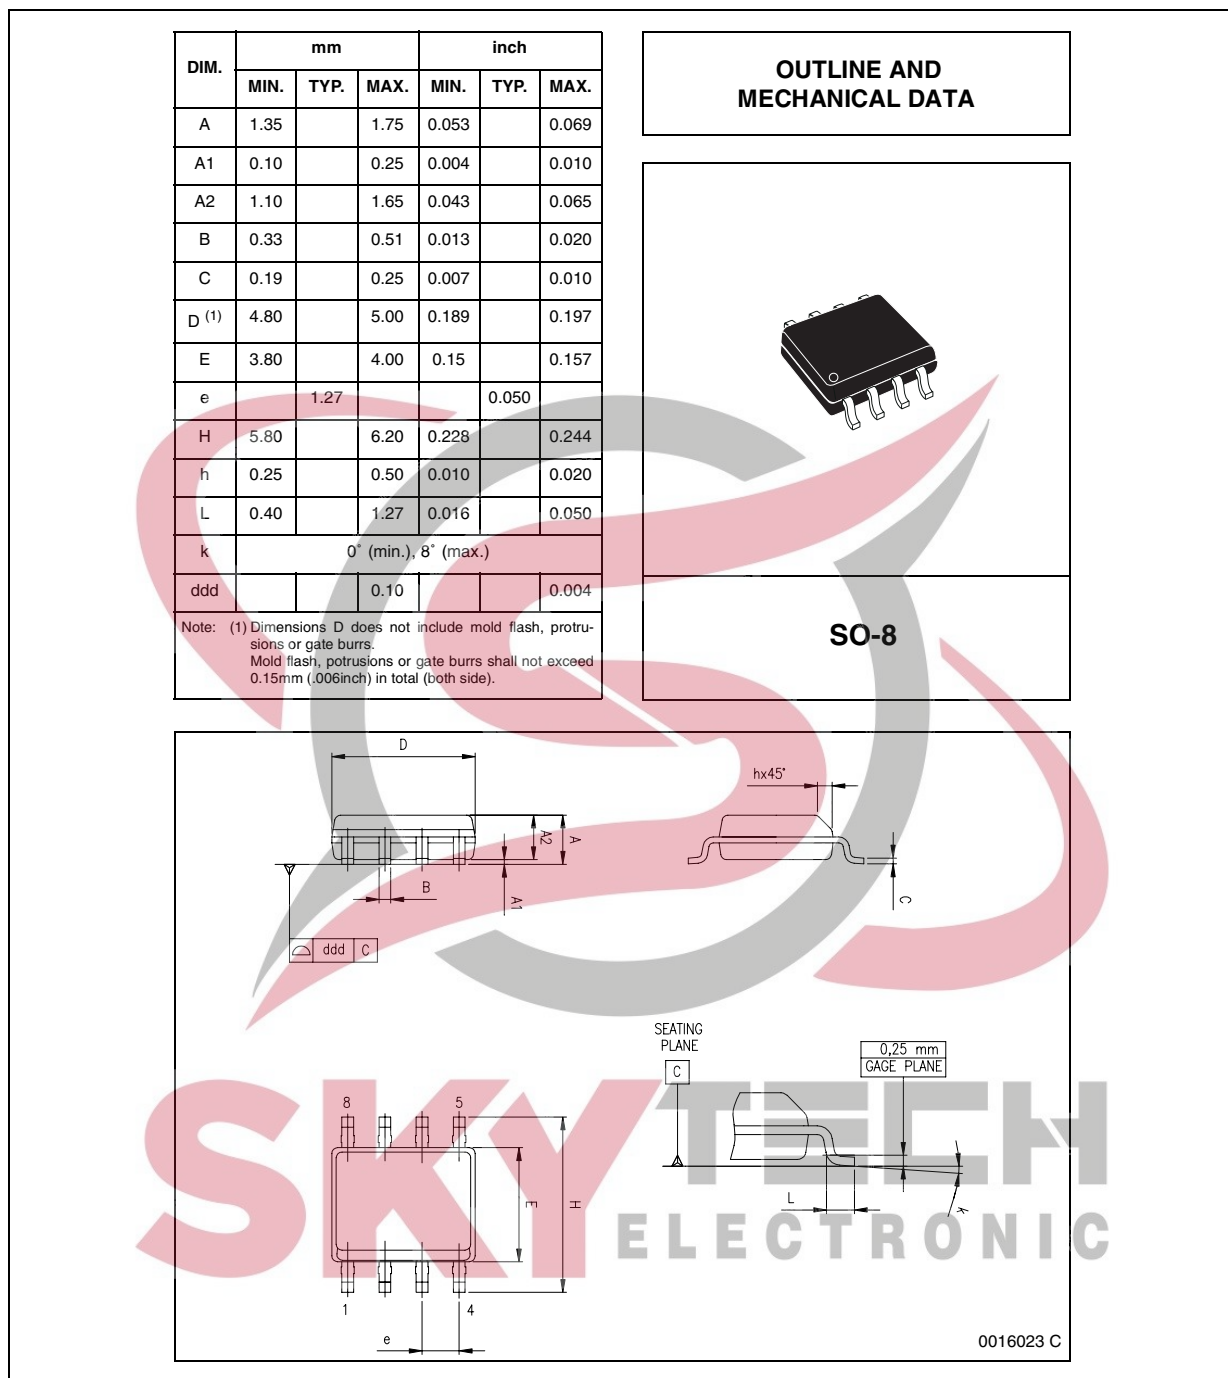 DIM. mm inch
MIN. TYP. MAX. MIN. TYP. MAX.
A 1.35 1.75 0.053 0.069
A1 0.10 0.25 0.004 0.010
A2 1.10 1.65 0.043 0.065
B 0.33 0.51 0.013 0.020
C 0.19 0.25 0.007 0.010
D (1) 4.80 5.00 0.189 0.197
E 3.80 4.00 0.15 0.157
e 1.27 0.050
H 5.80 6.20 0.228 0.244
h 0.25 0.50 0.010 0.020
L 0.40 1.27 0.016 0.050
k 0˚ (min.), 8˚ (max.)
ddd 0.10 0.004
Note: (1) Dimensions D does not include mold flash, protru-
sions or gate burrs.
Mold flash, potrusions or gate burrs shall not exceed
0.15mm (.006inch) in total (both side).
OUTLINE AND
MECHANICAL DATA
SO-8
D
hx45°
A2
A
B
A1
C
ddd C
SEATING
PLANE
C
0,25 mm
GAGE PLANE
8 5
E
H
L
k
1 4
e
SKYTECH
ELECTRONIC
0016023 C